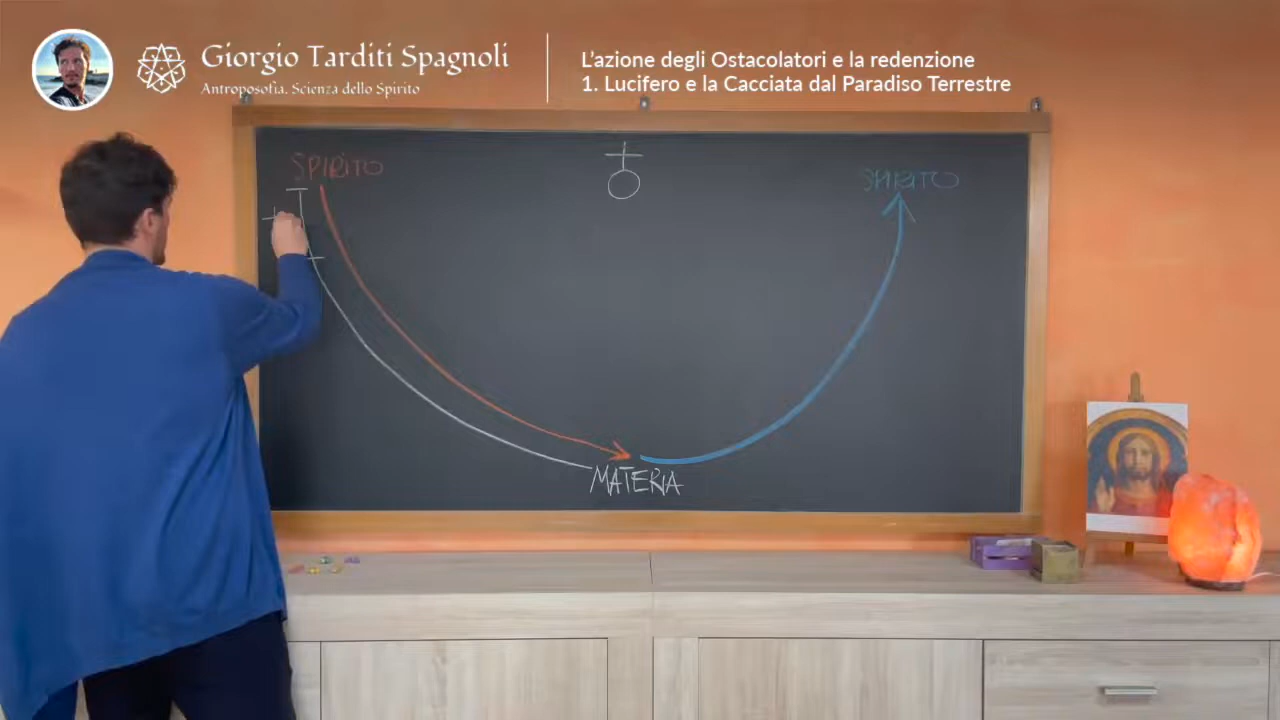 Giorgio Tarditi Spagnoli
Antroposofia. Scienza dello Spirito
L’azione degli Ostacolatori e la redenzione
1. Lucifero e la Cacciata dal Paradiso Terrestre
SPIRITO
SPIRITO
MATERIA